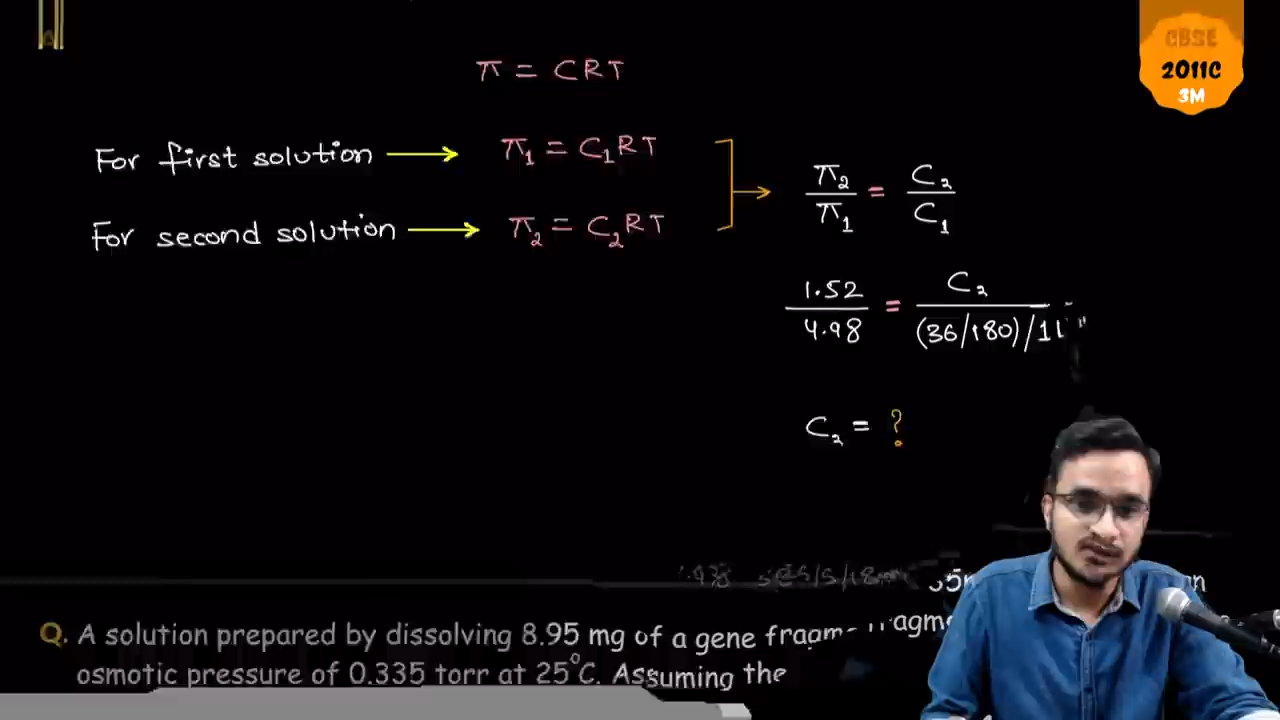 CBSE
2011C
3M
π = CRT
For first solution → π₁ = C₁RT
For second solution → π₂ = C₂RT
π₂/π₁ = C₂/C₁
1.52/4.98 = C₂/(36/180)/1
C₂ = ?
Q. A solution prepared by dissolving 8.95 mg of a gene
osmotic pressure of 0.335 torr at 25°C. Assuming the